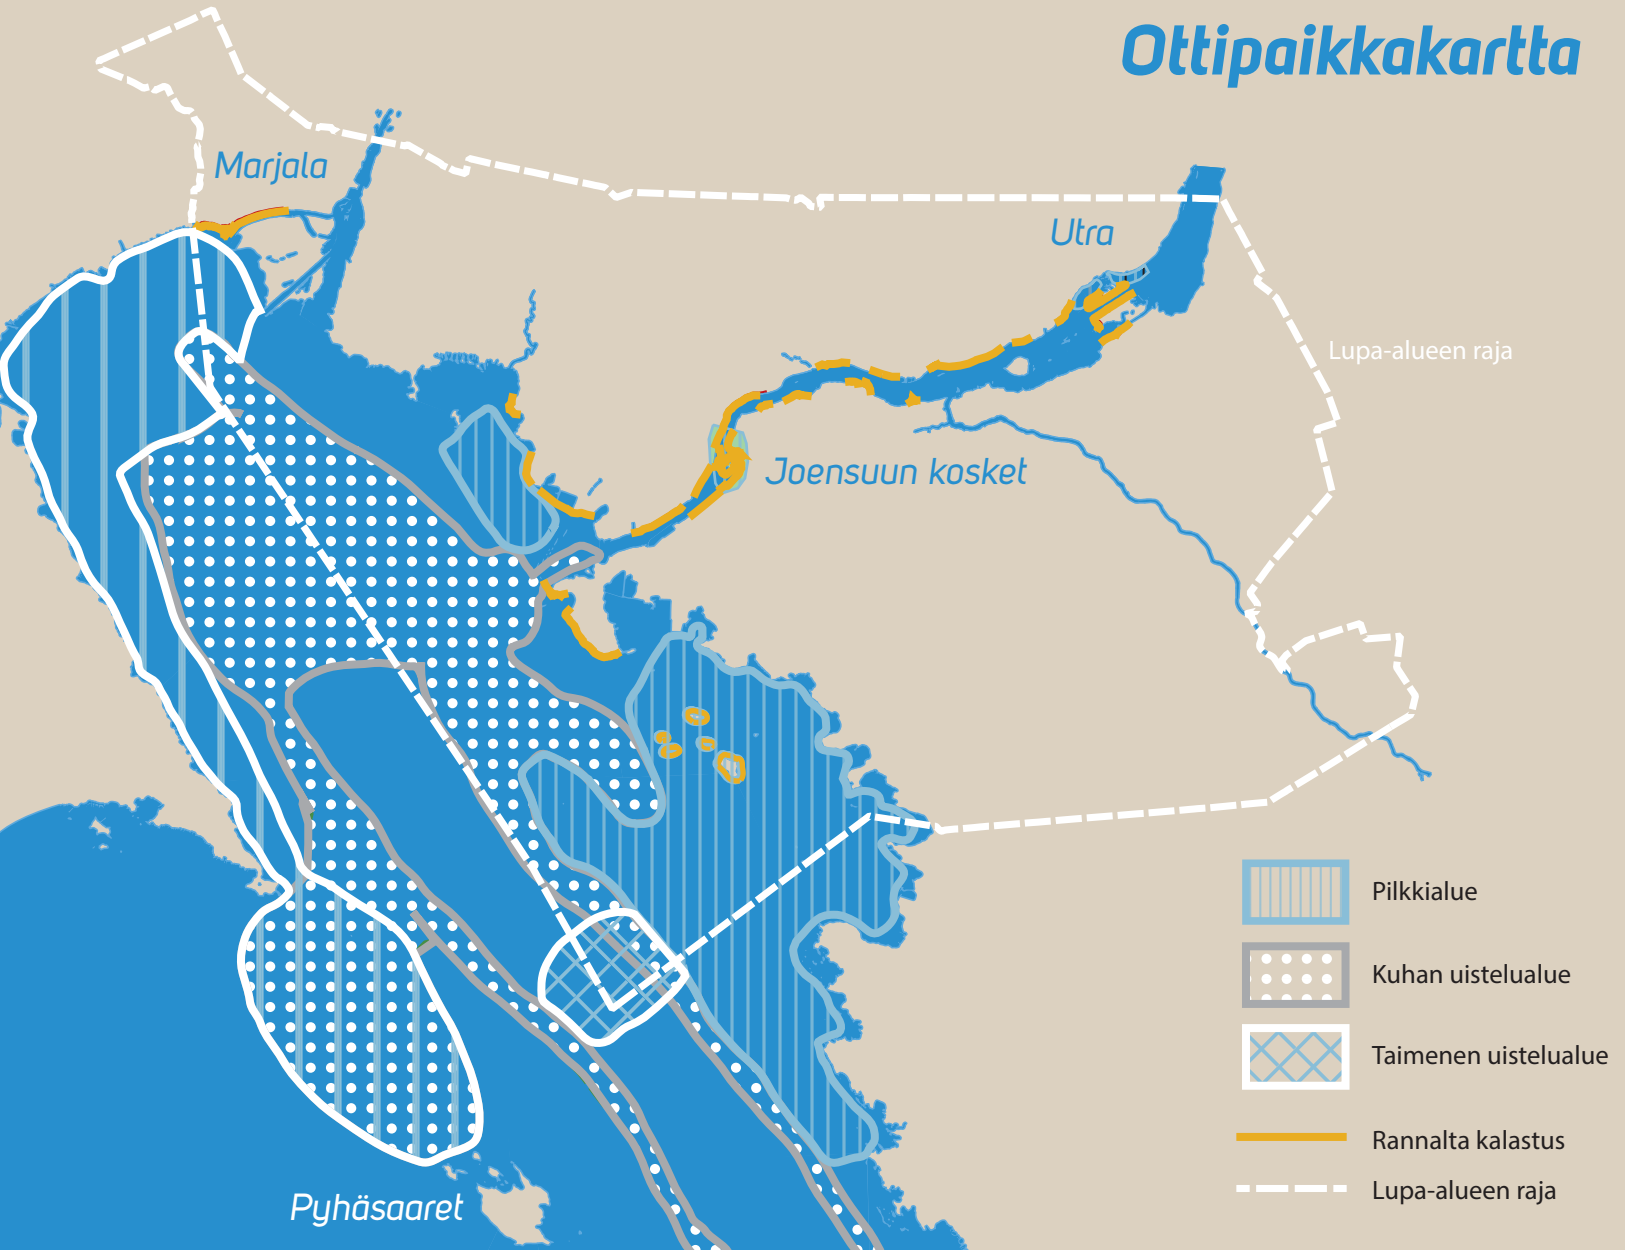 Ottipaikkakartta
Marjala
Utra
Lupa-alueen raja
Joensuun kosket
Pilkkialue
Kuhan uistelualue
Taimenen uistelualue
Rannalta kalastus
Lupa-alueen raja
Pyhäsaaret